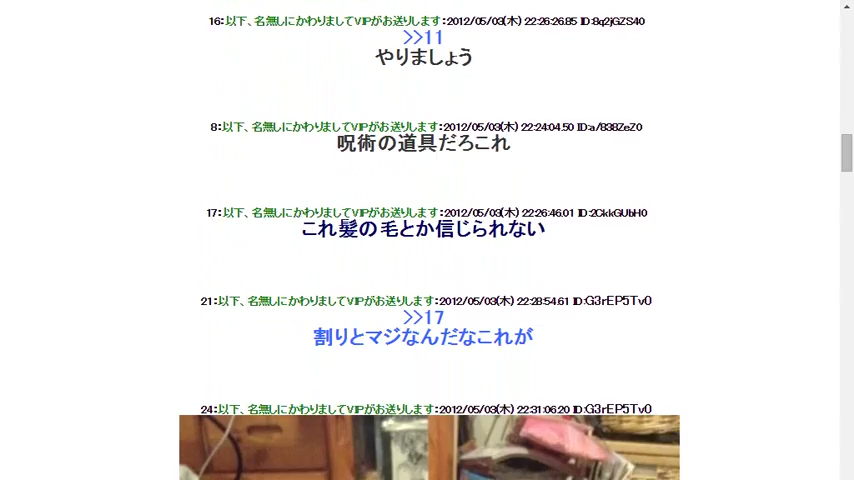 16：以下、名無しにかわりましてVIPがお送りします：2012/05/03(木) 22:26:26.85 ID:8q2jGZS40
>>11
やりましょう
8：以下、名無しにかわりましてVIPがお送りします：2012/05/03(木) 22:24:04.50 ID:a/838ZeZ0
呪術の道具だろこれ
17：以下、名無しにかわりましてVIPがお送りします：2012/05/03(木) 22:26:46.01 ID:2CkkGUbH0
これ髪の毛とか信じられない
21：以下、名無しにかわりましてVIPがお送りします：2012/05/03(木) 22:28:54.61 ID:G3rEP5Tv0
>>17
割りとマジなんだなこれが
24：以下、名無しにかわりましてVIPがお送りします：2012/05/03(木) 22:31:06.20 ID:G3rEP5Tv0